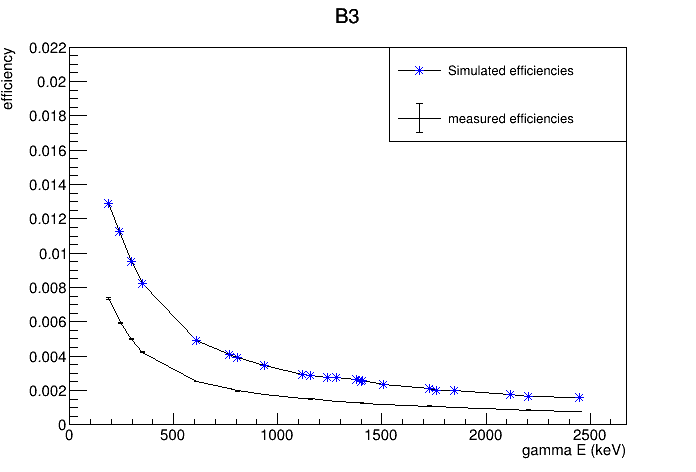 B3
efficiency
0.022
0.02
0.018
0.016
0.014
0.012
0.01
0.008
0.006
0.004
0.002
0
Simulated efficiencies
measured efficiencies
0 500 1000 1500 2000 2500
gamma E (keV)